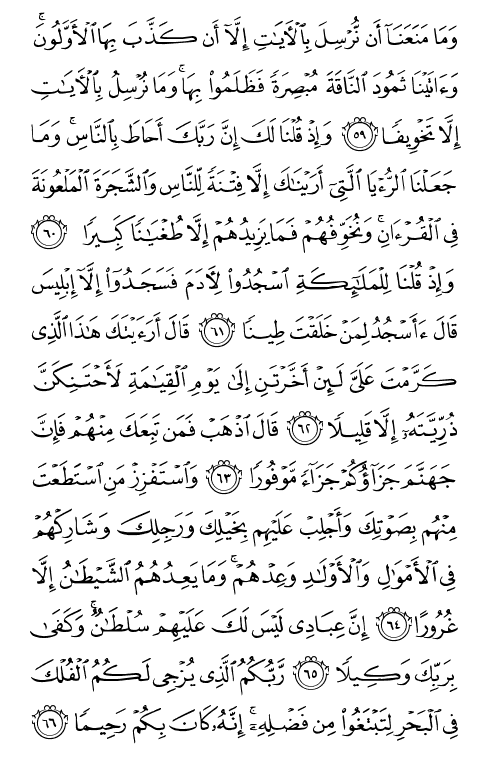 وَمَا مَنَعَنَآ أَن نُّرْسِلَ بِٱلْءَايَٰتِ إِلَّآ أَن كَذَّبَ بِهَا ٱلْأَوَّلُونَ ۚ
وَءَاتَيْنَا ثَمُودَ ٱلنَّاقَةَ مُبْصِرَةً فَظَلَمُوا۟ بِهَا ۚ وَمَا نُرْسِلُ بِٱلْءَايَٰتِ
إِلَّا تَخْوِيفًا ٥٩ وَإِذْ قُلْنَا لَكَ إِنَّ رَبَّكَ أَحَاطَ بِٱلنَّاسِ ۚ وَمَا
جَعَلْنَا ٱلرُّءْيَا ٱلَّتِىٓ أَرَيْنَٰكَ إِلَّا فِتْنَةً لِّلنَّاسِ وَٱلشَّجَرَةَ ٱلْمَلْعُونَةَ
فِى ٱلْقُرْءَانِ ۚ وَنُخَوِّفُهُمْ فَمَا يَزِيدُهُمْ إِلَّا طُغْيَٰنًا كَبِيرًا ٦٠
وَإِذْ قُلْنَا لِلْمَلَٰٓئِكَةِ ٱسْجُدُوا۟ لِءَادَمَ فَسَجَدُوٓا۟ إِلَّآ إِبْلِيسَ
قَالَ ءَأَسْجُدُ لِمَنْ خَلَقْتَ طِينًا ٦١ قَالَ أَرَءَيْتَكَ هَٰذَا ٱلَّذِى
كَرَّمْتَ عَلَىَّ لَئِنْ أَخَّرْتَنِ إِلَىٰ يَوْمِ ٱلْقِيَٰمَةِ لَأَحْتَنِكَنَّ
ذُرِّيَّتَهُۥٓ إِلَّا قَلِيلًا ٦٢ قَالَ ٱذْهَبْ فَمَن تَبِعَكَ مِنْهُمْ فَإِنَّ
جَهَنَّمَ جَزَآؤُكُمْ جَزَآءً مَّوْفُورًا ٦٣ وَٱسْتَفْزِزْ مَنِ ٱسْتَطَعْتَ
مِنْهُم بِصَوْتِكَ وَأَجْلِبْ عَلَيْهِم بِخَيْلِكَ وَرَجِلِكَ وَشَارِكْهُمْ
فِى ٱلْأَمْوَٰلِ وَٱلْأَوْلَٰدِ وَعِدْهُمْ ۚ وَمَا يَعِدُهُمُ ٱلشَّيْطَٰنُ إِلَّا
غُرُورًا ٦٤ إِنَّ عِبَادِى لَيْسَ لَكَ عَلَيْهِمْ سُلْطَٰنٌ ۚ وَكَفَىٰ
بِرَبِّكَ وَكِيلًا ٦٥ رَّبُّكُمُ ٱلَّذِى يُزْجِى لَكُمُ ٱلْفُلْكَ
فِى ٱلْبَحْرِ لِتَبْتَغُوا۟ مِن فَضْلِهِۦٓ ۚ إِنَّهُۥ كَانَ بِكُمْ رَحِيمًا ٦٦